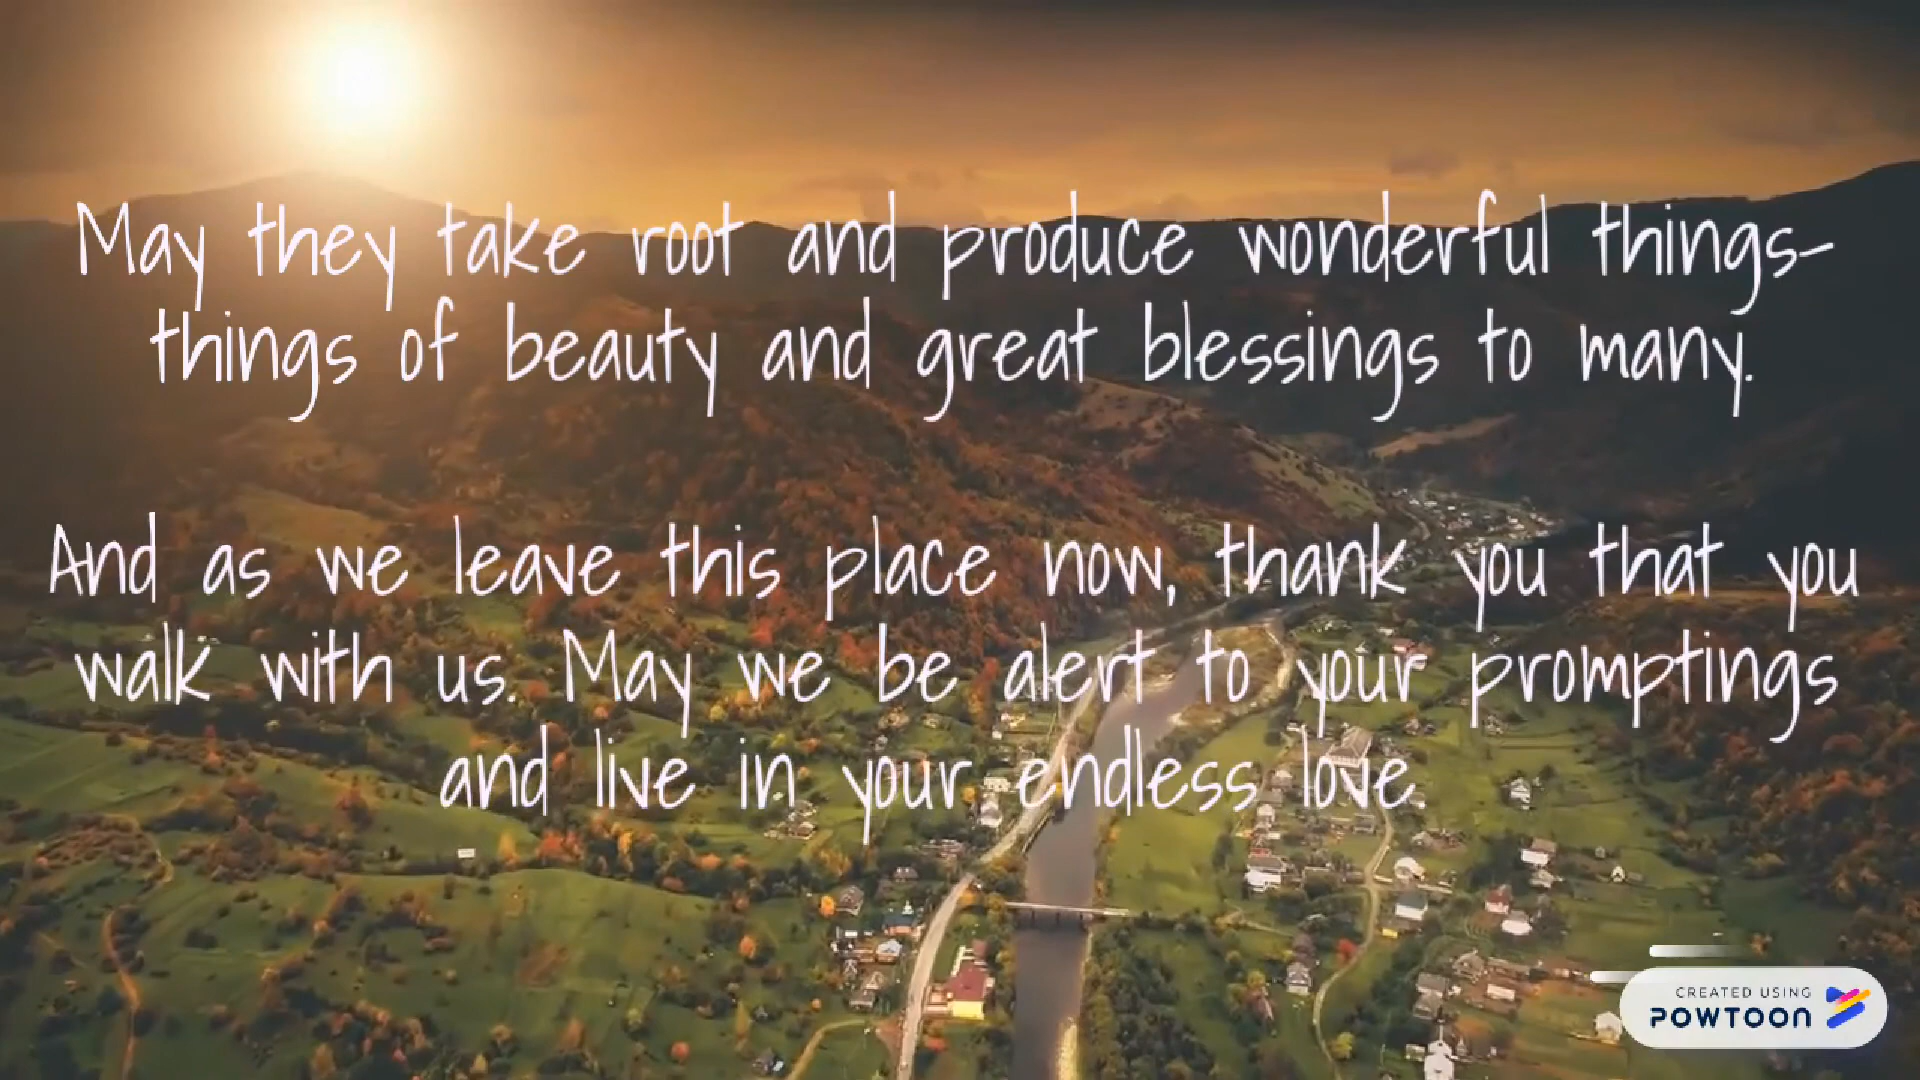 May they take root and produce wonderful things-
things of beauty and great blessings to many.
And as we leave this place now, thank you that you
walk with us. May we be alert to your promptings
and live in your endless love.
CREATED USING
POWTOON